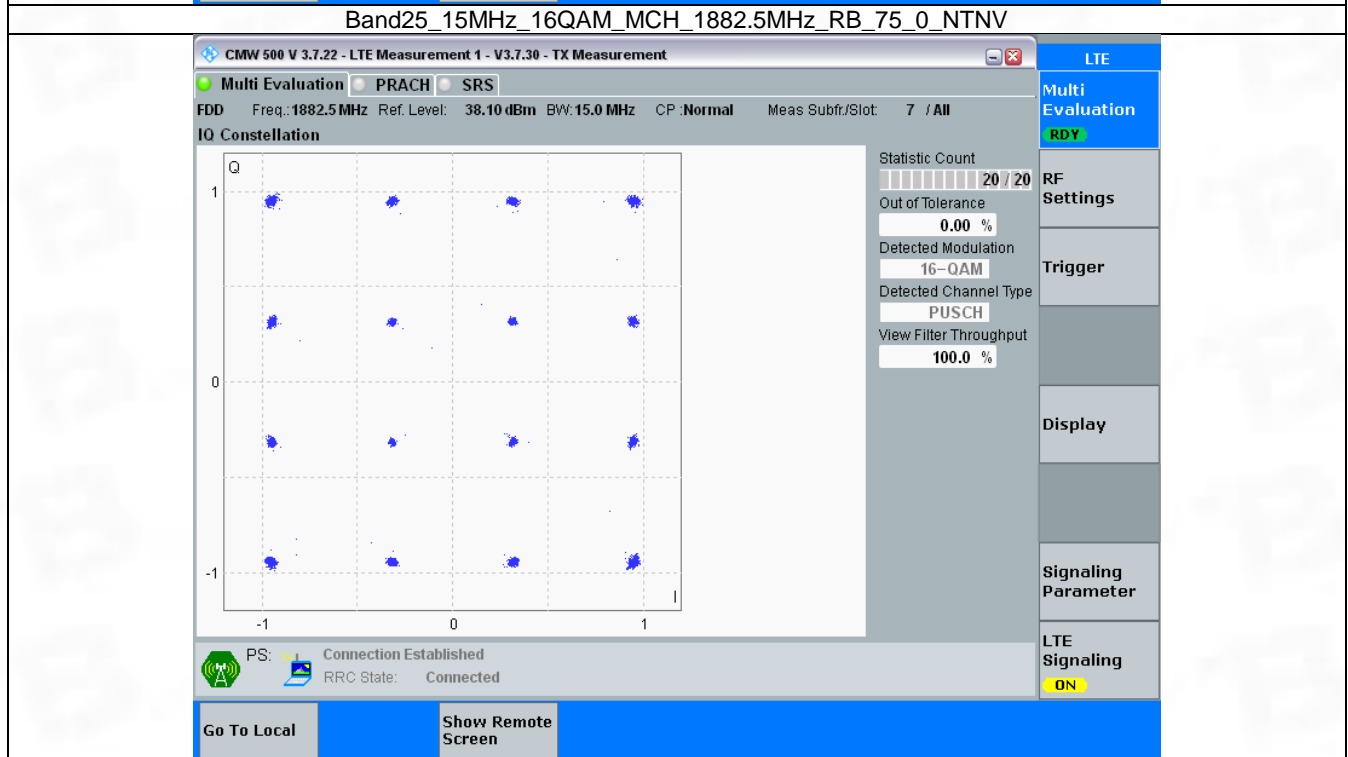 Band25_15MHz_16QAM_MCH_1882.5MHz_RB_75_0_NTNV
CMW 500 V 3.7.22 - LTE Measurement 1 - V3.7.30 - TX Measurement
LTE
Multi Evaluation PRACH SRS
FDD Freq.:1882.5 MHz Ref. Level: 38.10 dBm BW:15.0 MHz CP :Normal Meas Subfr./Slot: 7 / All
IQ Constellation
Q
1
0
-1
-1 0 1
I
Statistic Count
20 / 20
Out of Tolerance
0.00 %
Detected Modulation
16-QAM
Detected Channel Type
PUSCH
View Filter Throughput
100.0 %
Multi
Evaluation
RDY
RF
Settings
Trigger
Display
Signaling
Parameter
LTE
Signaling
ON
PS: Connection Established
RRC State: Connected
Go To Local
Show Remote
Screen